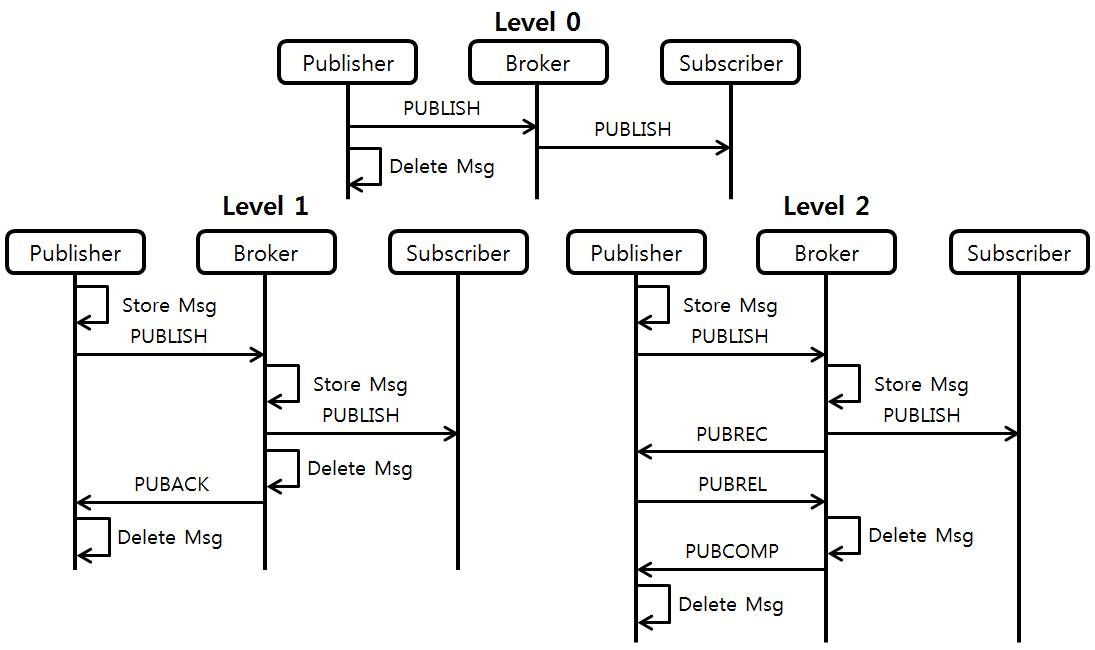 Level 0
Publisher
Broker
Subscriber
PUBLISH
PUBLISH
Delete Msg
Level 1
Publisher
Broker
Subscriber
Store Msg
PUBLISH
Store Msg
PUBLISH
Delete Msg
PUBACK
Delete Msg
Level 2
Publisher
Broker
Subscriber
Store Msg
PUBLISH
Store Msg
PUBLISH
PUBREC
PUBREL
Delete Msg
PUBCOMP
Delete Msg